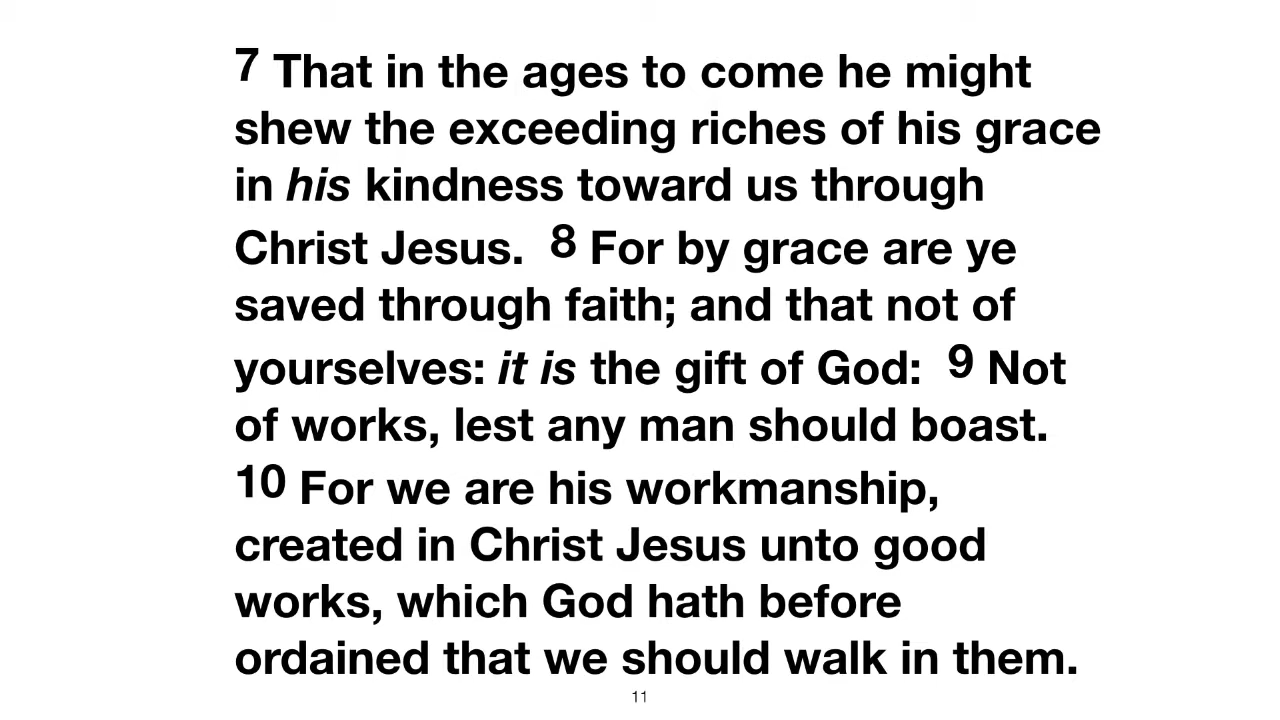 7 That in the ages to come he might
shew the exceeding riches of his grace
in his kindness toward us through
Christ Jesus. 8 For by grace are ye
saved through faith; and that not of
yourselves: it is the gift of God: 9 Not
of works, lest any man should boast.
10 For we are his workmanship,
created in Christ Jesus unto good
works, which God hath before
ordained that we should walk in them.
11